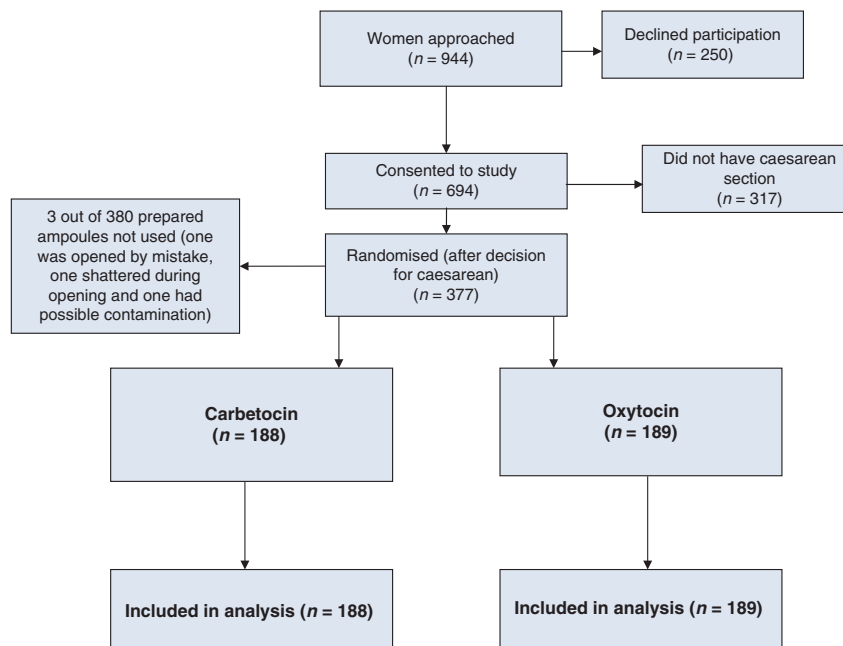 Women approached
(n = 944)
Declined participation
(n = 250)
Consented to study
(n = 694)
Did not have caesarean
section
(n = 317)
3 out of 380 prepared
ampoules not used (one
was opened by mistake,
one shattered during
opening and one had
possible contamination)
Randomised (after decision
for caesarean)
(n = 377)
Carbetocin
(n = 188)
Oxytocin
(n = 189)
Included in analysis (n = 188)
Included in analysis (n = 189)